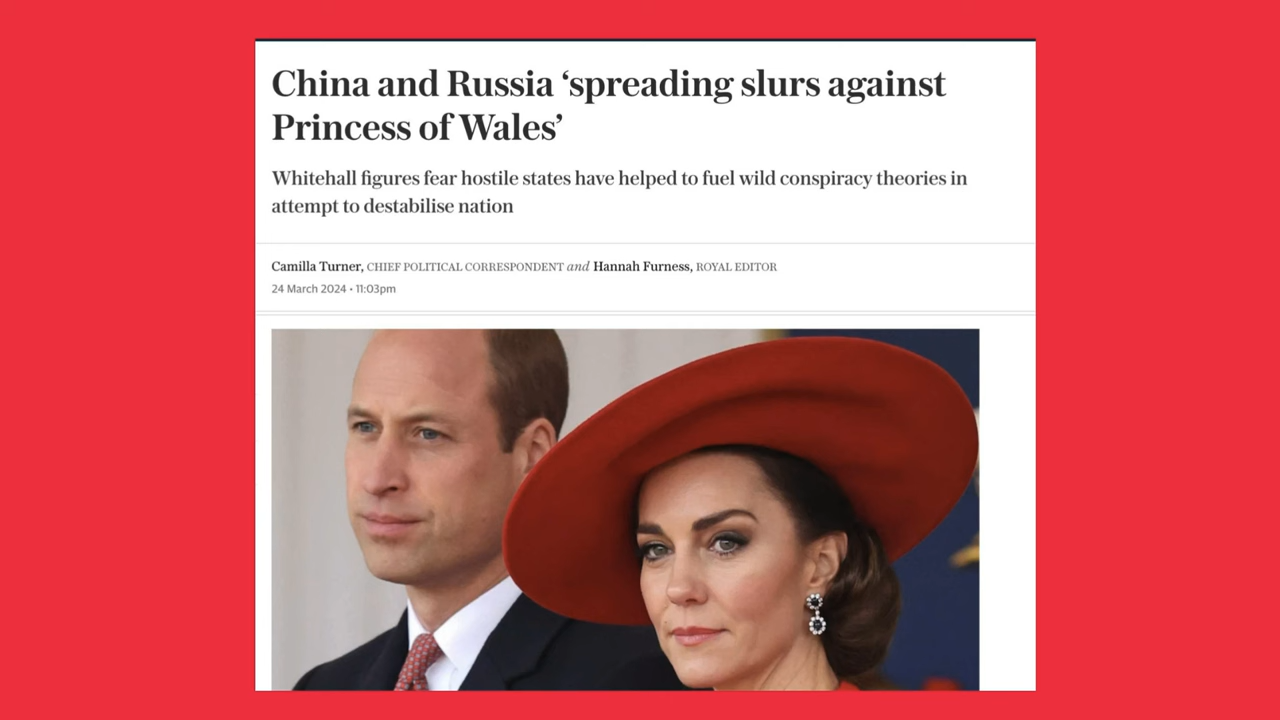 China and Russia ‘spreading slurs against
Princess of Wales’
Whitehall figures fear hostile states have helped to fuel wild conspiracy theories in
attempt to destabilise nation
Camilla Turner, CHIEF POLITICAL CORRESPONDENT and Hannah Furness, ROYAL EDITOR
24 March 2024 • 11:03pm